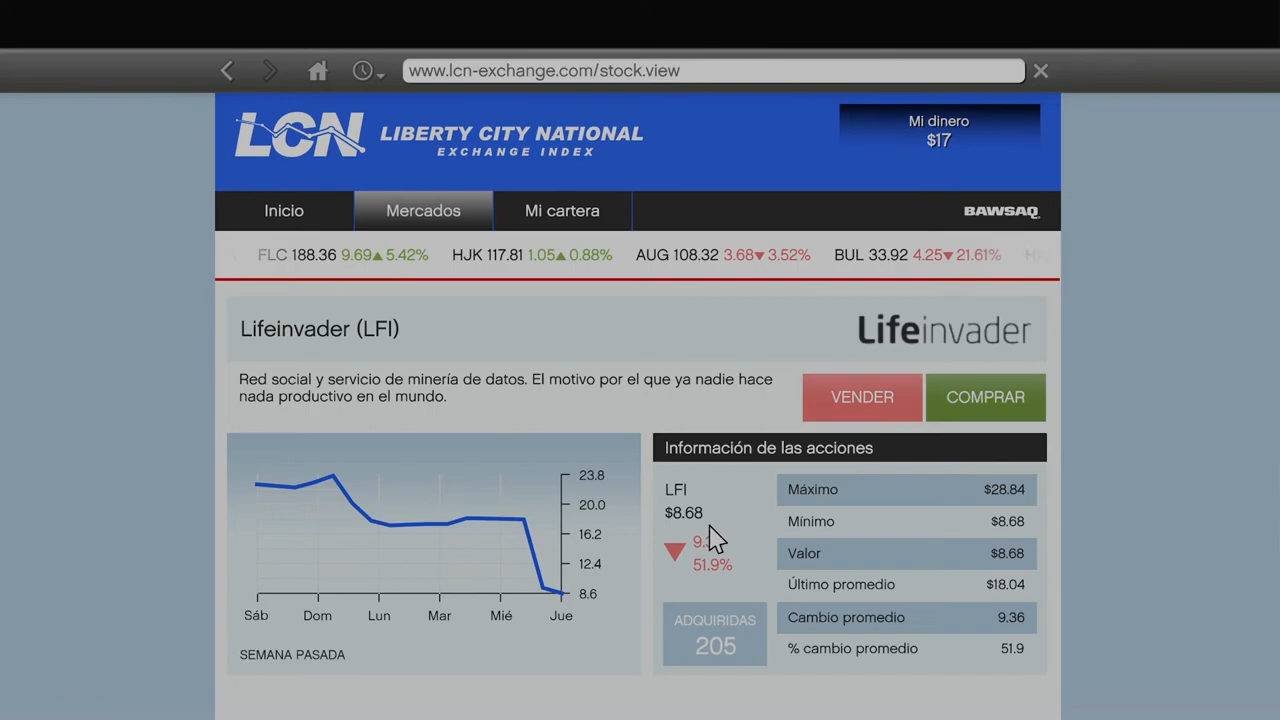 www.lcn-exchange.com/stock.view
LCN LIBERTY CITY NATIONAL
EXCHANGE INDEX
Mi dinero
$17
Inicio Mercados Mi cartera BAWSAQ
FLC 188.36 9.69▲5.42% HJK 117.81 1.05▲0.88% AUG 108.32 3.68▼3.52% BUL 33.92 4.25▼21.61%
Lifeinvader (LFI)
Lifeinvader
Red social y servicio de minería de datos. El motivo por el que ya nadie hace
nada productivo en el mundo.
VENDER COMPRAR
23.8
20.0
16.2
12.4
8.6
Sáb Dom Lun Mar Mié Jue
SEMANA PASADA
Información de las acciones
LFI
$8.68
51.9%
ADQUIRIDAS
205
Máximo $28.84
Mínimo $8.68
Valor $8.68
Último promedio $18.04
Cambio promedio 9.36
% cambio promedio 51.9